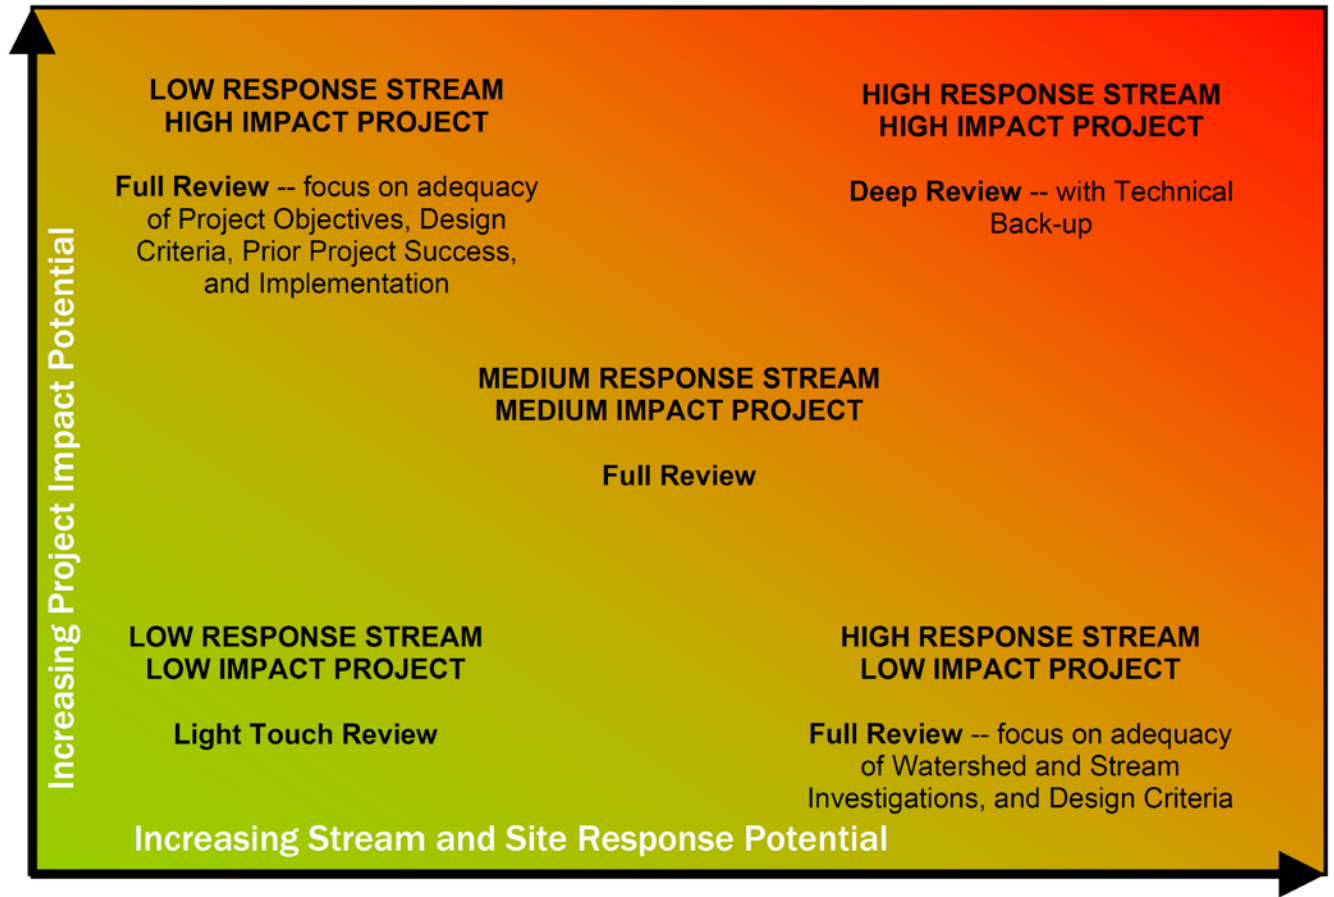 LOW RESPONSE STREAM
HIGH IMPACT PROJECT
Full Review -- focus on adequacy
of Project Objectives, Design
Criteria, Prior Project Success,
and Implementation
HIGH RESPONSE STREAM
HIGH IMPACT PROJECT
Deep Review -- with Technical
Back-up
MEDIUM RESPONSE STREAM
MEDIUM IMPACT PROJECT
Full Review
LOW RESPONSE STREAM
LOW IMPACT PROJECT
Light Touch Review
HIGH RESPONSE STREAM
LOW IMPACT PROJECT
Full Review -- focus on adequacy
of Watershed and Stream
Investigations, and Design Criteria
Increasing Project Impact Potential
Increasing Stream and Site Response Potential